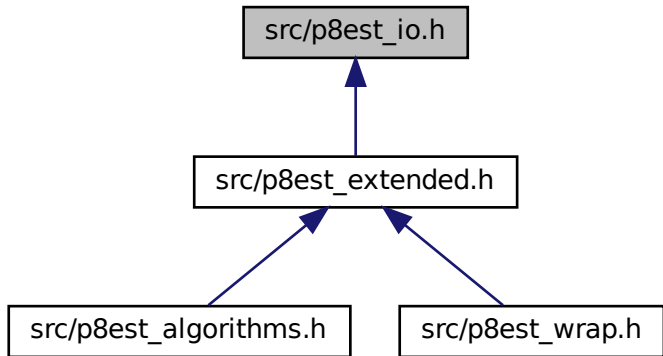 src/p8est_io.h
src/p8est_extended.h
src/p8est_algorithms.h
src/p8est_wrap.h